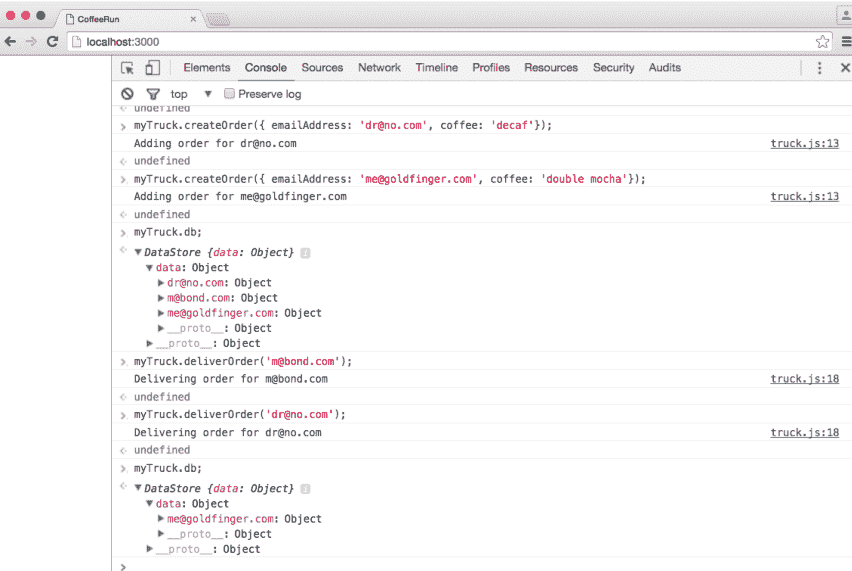 CoffeeRun
localhost:3000
Elements Console Sources Network Timeline Profiles Resources Security Audits
top Preserve log
undefined
myTruck.createOrder({ emailAddress: 'dr@no.com', coffee: 'decaf'});
Adding order for dr@no.com truck.js:13
undefined
myTruck.createOrder({ emailAddress: 'me@goldfinger.com', coffee: 'double mocha'});
Adding order for me@goldfinger.com truck.js:13
undefined
myTruck.db;
DataStore {data: Object}
data: Object
dr@no.com: Object
m@bond.com: Object
me@goldfinger.com: Object
__proto__: Object
__proto__: Object
myTruck.deliverOrder('m@bond.com');
Delivering order for m@bond.com truck.js:18
undefined
myTruck.deliverOrder('dr@no.com');
Delivering order for dr@no.com truck.js:18
undefined
myTruck.db;
DataStore {data: Object}
data: Object
me@goldfinger.com: Object
__proto__: Object
__proto__: Object